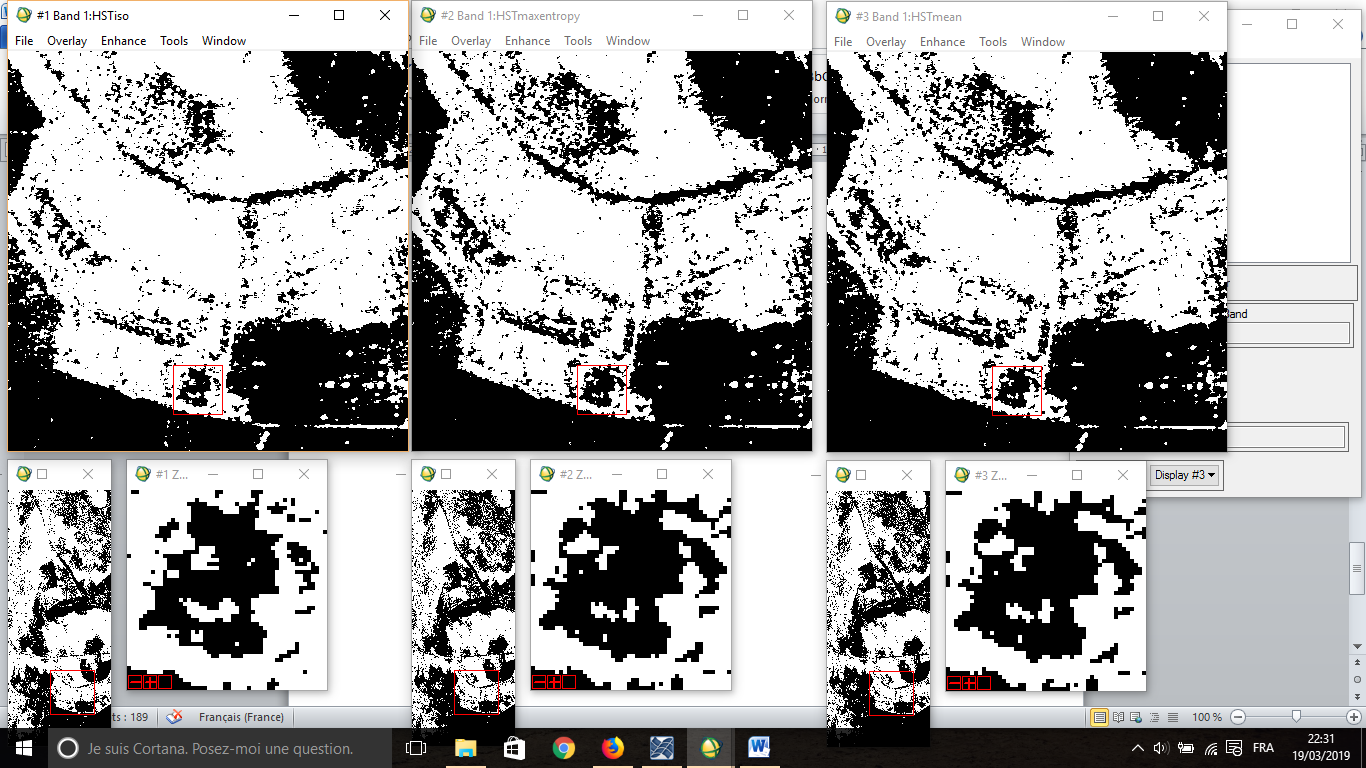 #1 Band 1:HSTiso
File Overlay Enhance Tools Window
#2 Band 1:HSTmaxentropy
File Overlay Enhance Tools Window
#3 Band 1:HSTmean
File Overlay Enhance Tools Window
Display #3
#1 Z...
#2 Z...
#3 Z...
: 189
Français (France)
100 %
Je suis Cortana. Posez-moi une question.
FRA
22:31
19/03/2019